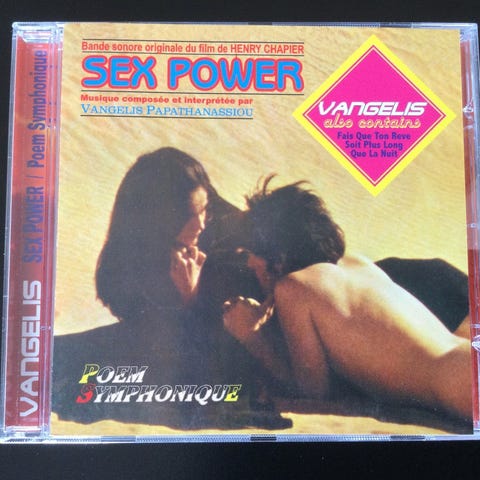 Bande sonore originale du film de HENRY CHAPIER
SEX POWER
Musique composée et interprétée par
VANGELIS PAPATHANASSIOU
VANGELIS
also contains
Fais Que Ton Reve
Soit Plus Long
Que La Nuit
POEM
SYMPHONIQUE
VANGELIS SEX POWER / Poem Symphonique